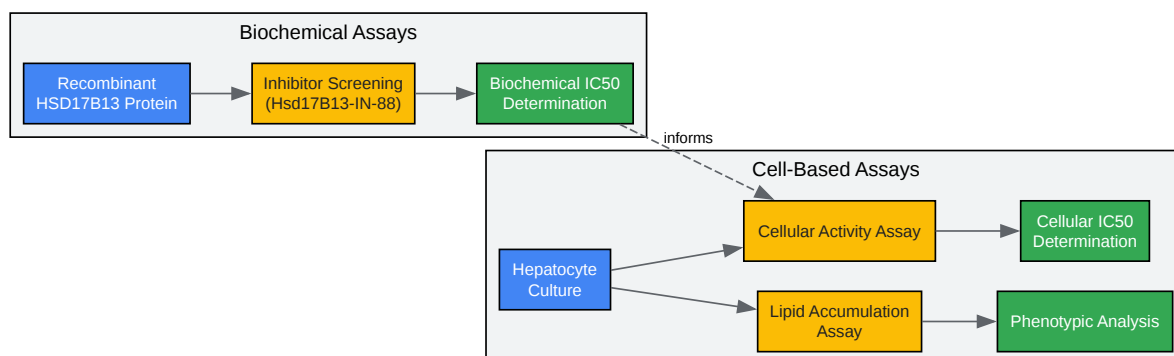 Biochemical Assays
Recombinant
HSD17B13 Protein
Inhibitor Screening
(Hsd17B13-IN-88)
Biochemical IC50
Determination
informs
Cell-Based Assays
Hepatocyte
Culture
Cellular Activity Assay
Cellular IC50
Determination
Lipid Accumulation
Assay
Phenotypic Analysis